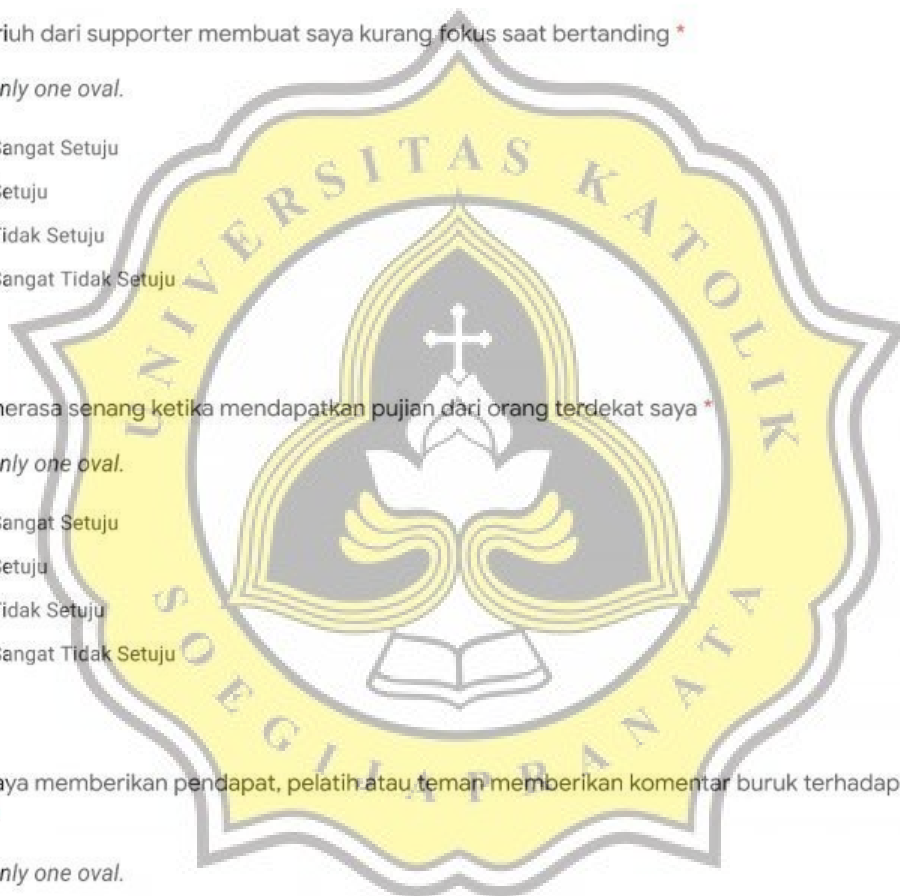 riuh dari supporter membuat saya kurang fokus saat bertanding *
nly one oval.
Sangat Setuju
Setuju
Tidak Setuju
Sangat Tidak Setuju
merasa senang ketika mendapatkan pujian dari orang terdekat saya *
nly one oval.
Sangat Setuju
Setuju
Tidak Setuju
Sangat Tidak Setuju
aya memberikan pendapat, pelatih atau teman memberikan komentar buruk terhadap
nly one oval.
UNIVERSITAS KATOLIK
SOEGIJAPRANATA